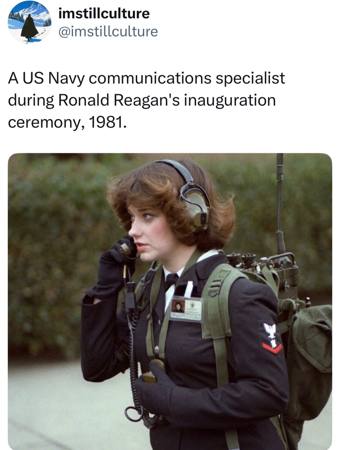 imstillculture
@imstillculture
A US Navy communications specialist
during Ronald Reagan's inauguration
ceremony, 1981.